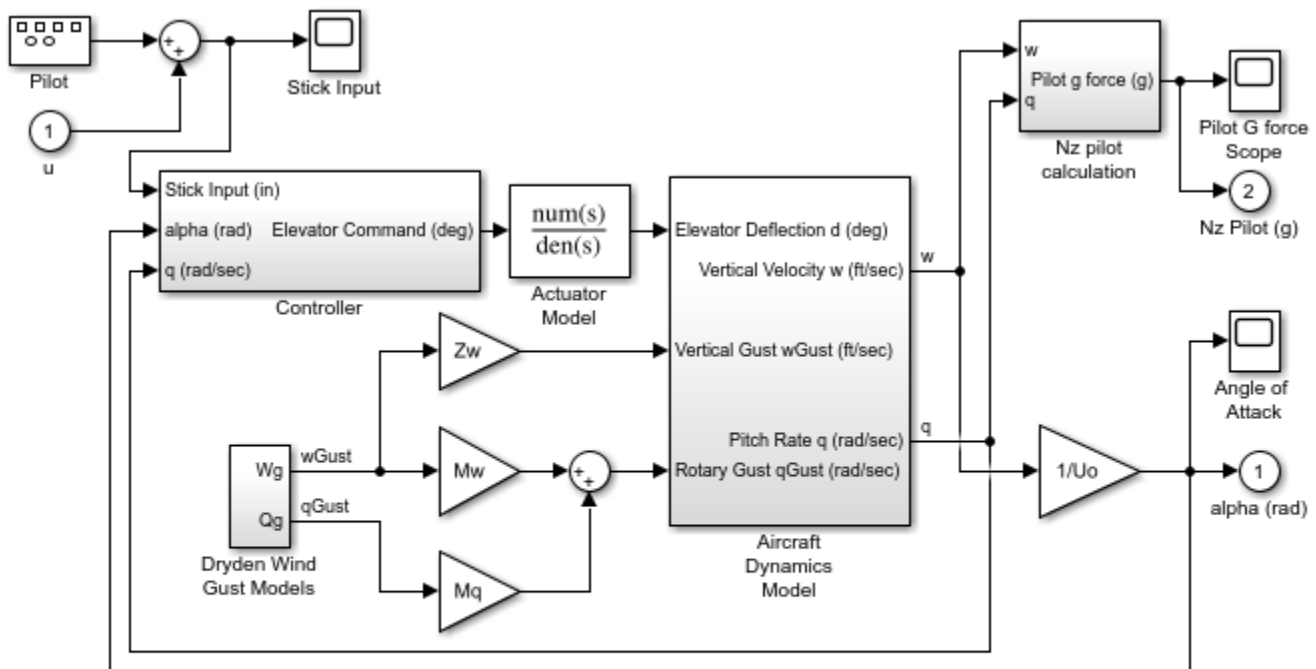 Pilot
+
+
Stick Input
1
u
Stick Input (in)
alpha (rad)
q (rad/sec)
Elevator Command (deg)
Controller
num(s)
den(s)
Actuator
Model
Elevator Deflection d (deg)
Vertical Velocity w (ft/sec)
Vertical Gust wGust (ft/sec)
Pitch Rate q (rad/sec)
Rotary Gust qGust (rad/sec)
Aircraft
Dynamics
Model
w
q
w
q
Pilot g force (g)
Nz pilot
calculation
Pilot G force
Scope
2
Nz Pilot (g)
Angle of
Attack
1/Uo
1
alpha (rad)
Zw
Mw
Mq
+
+
Wg
Qg
wGust
qGust
Dryden Wind
Gust Models